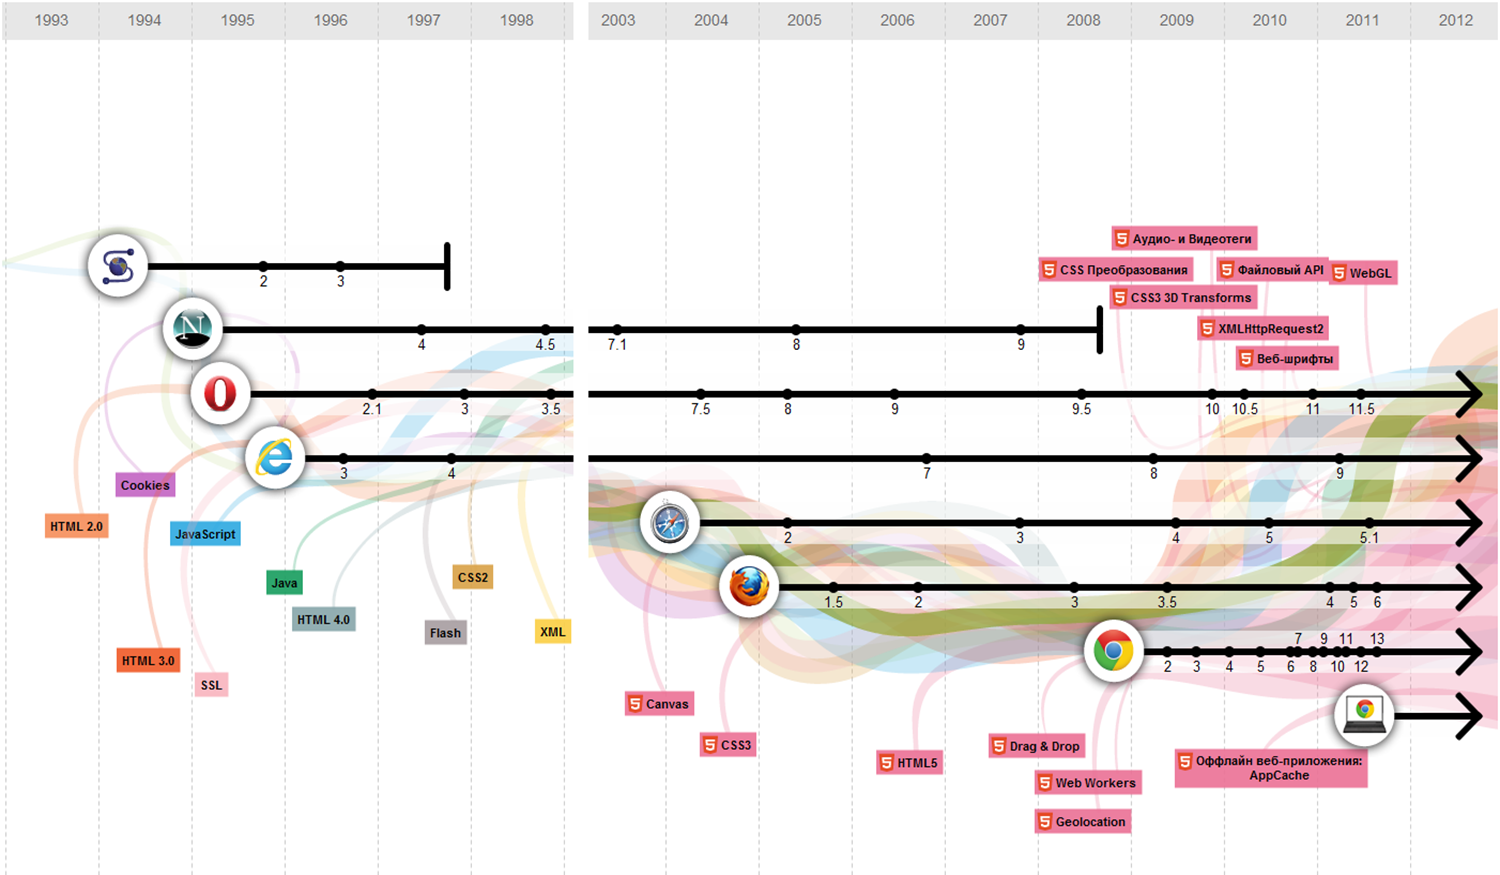 1993 1994 1995 1996 1997 1998 2003 2004 2005 2006 2007 2008 2009 2010 2011 2012
Аудио- и Видеотеги
CSS Преобразования
Файловый API
WebGL
CSS3 3D Transforms
XMLHttpRequest2
Веб-шрифты
2 3
N
4 4.5 7.1 8 9
2.1 3 3.5 7.5 8 9 9.5 10 10.5 11 11.5
3 4 7 8 9
Cookies
HTML 2.0
JavaScript
Java
CSS2
HTML 4.0
Flash
XML
HTML 3.0
SSL
2 3 4 5 5.1
1.5 2 3 3.5 4 5 6
7 9 11 13
2 3 4 5 6 8 10 12
Canvas
CSS3
HTML5
Drag & Drop
Web Workers
Geolocation
Оффлайн веб-приложения:
AppCache